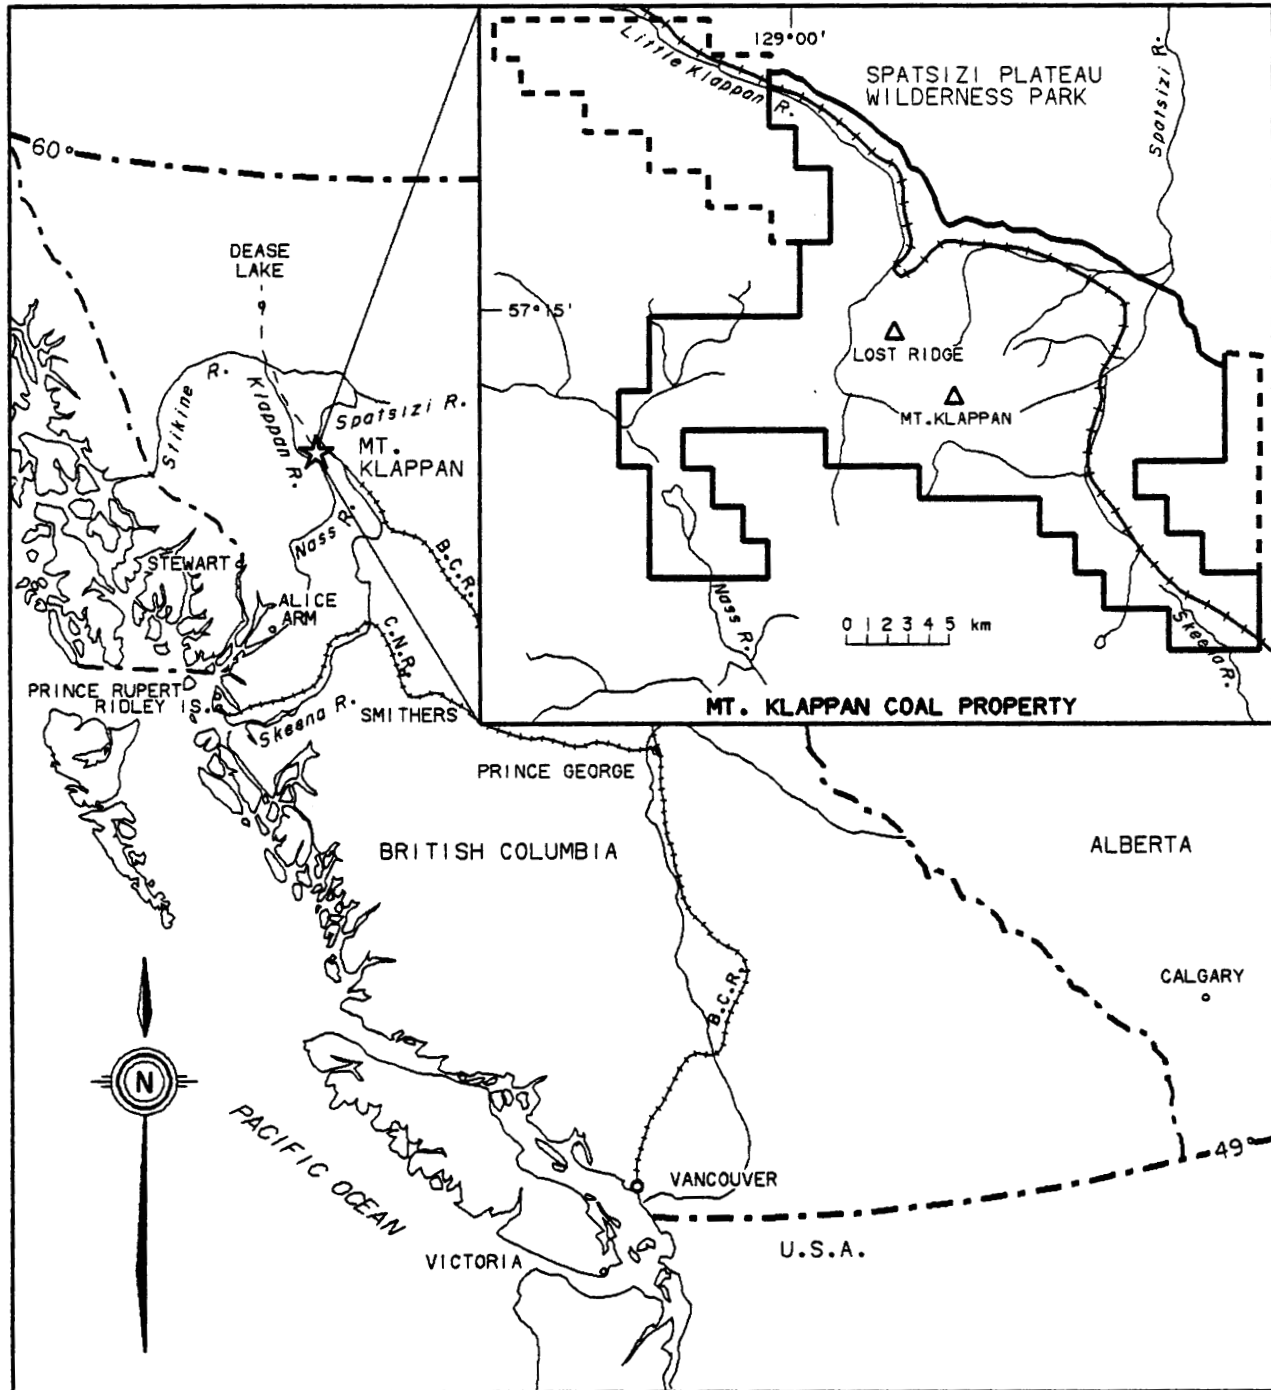 129°00'
Little Klappan R.
SPATSIZI PLATEAU
WILDERNESS PARK
Spatsizi R.
60°
DEASE
LAKE
57°15'
LOST RIDGE
MT. KLAPPAN
Stikine R.
Klappan R.
Spatsizi R.
MT.
KLAPPAN
Nass R.
B.C.R.
STEWART
ALICE
ARM
C.N.R.
Nass R.
0 1 2 3 4 5 km
Skeena R.
PRINCE RUPERT
RIDLEY IS.
Skeena R.
SMITHERS
MT. KLAPPAN COAL PROPERTY
PRINCE GEORGE
BRITISH COLUMBIA
ALBERTA
CALGARY
B.C.R.
N
PACIFIC OCEAN
49°
VANCOUVER
VICTORIA
U.S.A.